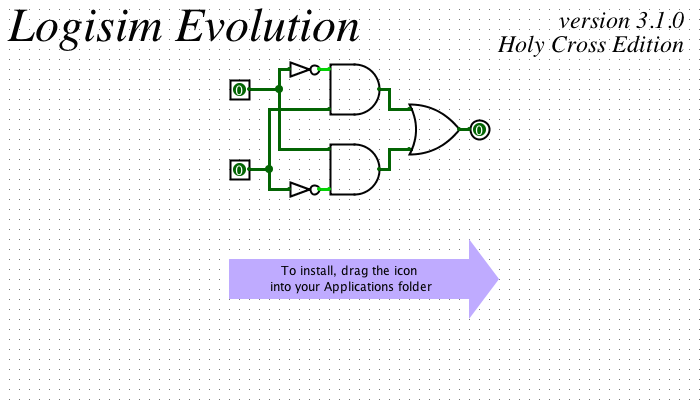 Logisim Evolution
version 3.1.0
Holy Cross Edition
0
0
0
To install, drag the icon
into your Applications folder